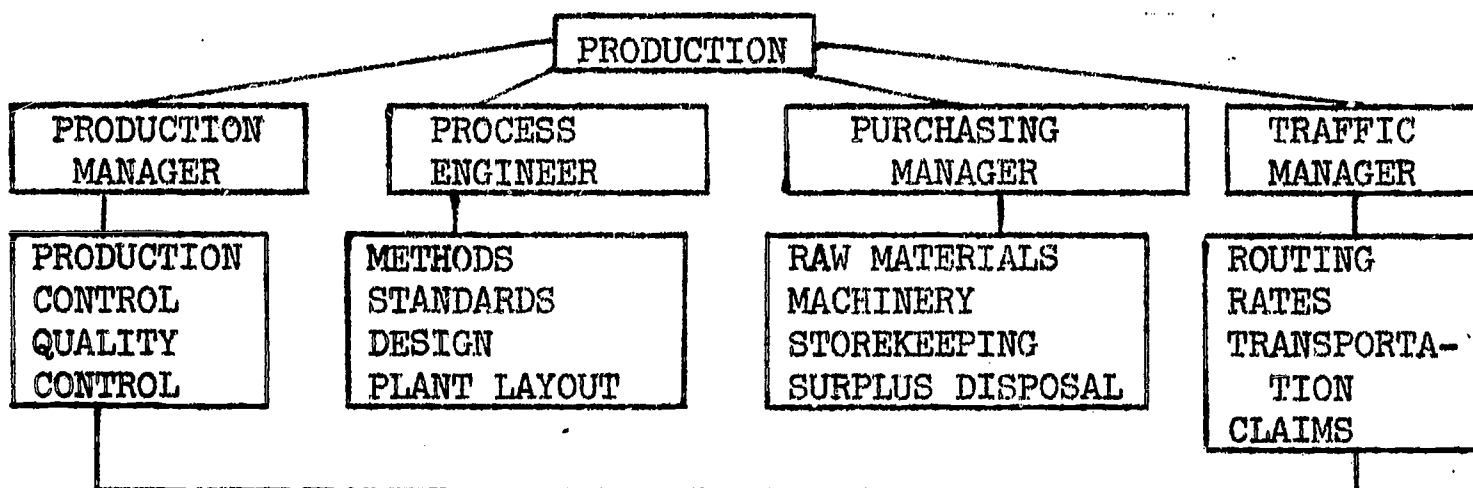 PRODUCTION
PRODUCTION
MANAGER
PROCESS
ENGINEER
PURCHASING
MANAGER
TRAFFIC
MANAGER
PRODUCTION
CONTROL
QUALITY
CONTROL
METHODS
STANDARDS
DESIGN
PLANT LAYOUT
RAW MATERIALS
MACHINERY
STOREKEEPING
SURPLUS DISPOSAL
ROUTING
RATES
TRANSPORTA-
TION
CLAIMS